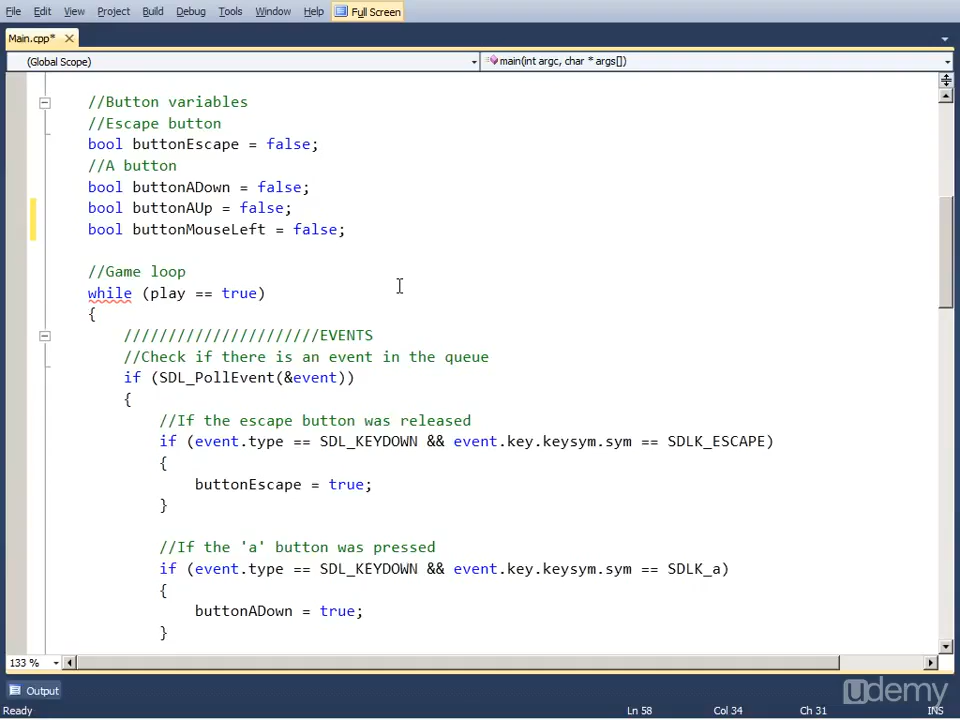 File Edit View Project Build Debug Tools Window Help Full Screen
Main.cpp*
(Global Scope) main(int argc, char * args[])
//Button variables
//Escape button
bool buttonEscape = false;
//A button
bool buttonADown = false;
bool buttonAUp = false;
bool buttonMouseLeft = false;
//Game loop
while (play == true)
{
//////////////////////EVENTS
//Check if there is an event in the queue
if (SDL_PollEvent(&event))
{
//If the escape button was released
if (event.type == SDL_KEYDOWN && event.key.keysym.sym == SDLK_ESCAPE)
{
buttonEscape = true;
}
//If the 'a' button was pressed
if (event.type == SDL_KEYDOWN && event.key.keysym.sym == SDLK_a)
{
buttonADown = true;
}
133 %
Output
udemy
Ready Ln 58 Col 34 Ch 31 INS